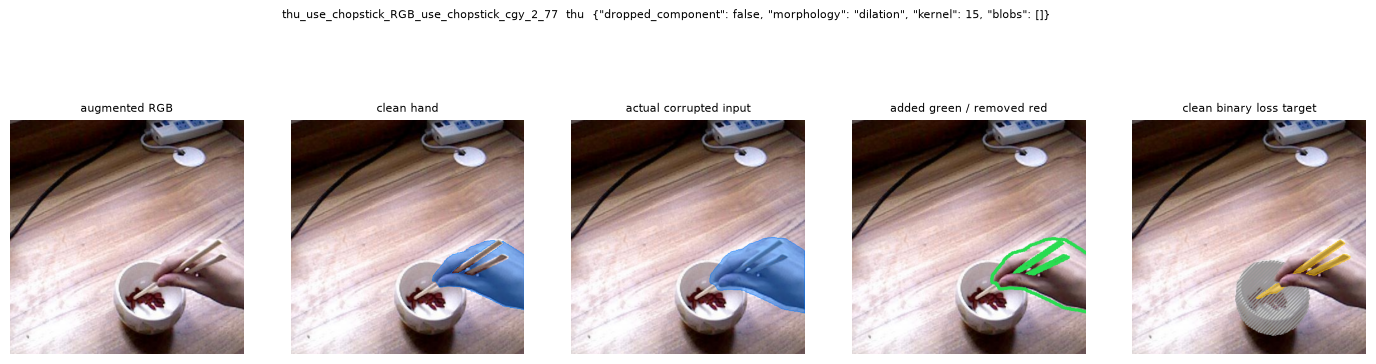 thu_use_chopstick_RGB_use_chopstick_cgy_2_77 thu {"dropped_component": false, "morphology": "dilation", "kernel": 15, "blobs": []}
augmented RGB
clean hand
actual corrupted input
added green / removed red
clean binary loss target